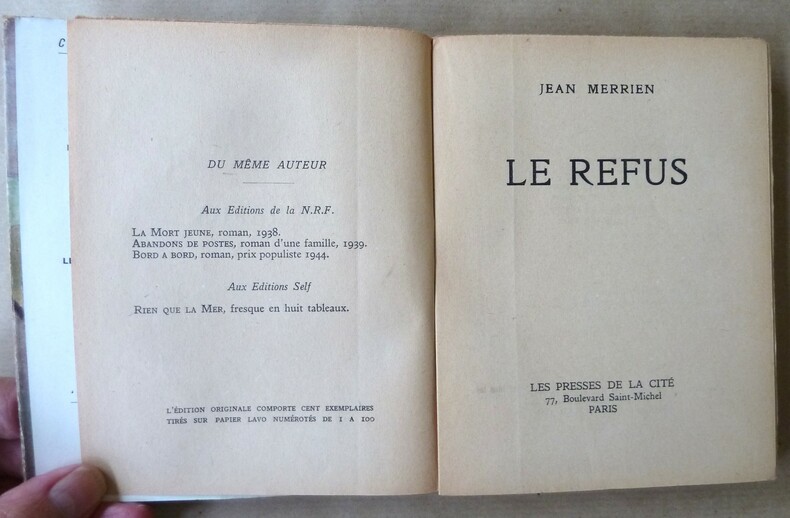 DU MÊME AUTEUR
Aux Editions de la N.R.F.
LA MORT JEUNE, roman, 1938.
ABANDONS DE POSTES, roman d'une famille, 1939.
BORD A BORD, roman, prix populiste 1944.
Aux Editions Self
RIEN QUE LA MER, fresque en huit tableaux.
L'ÉDITION ORIGINALE COMPORTE CENT EXEMPLAIRES
TIRÉS SUR PAPIER LAVO NUMÉROTÉS DE 1 A 100
JEAN MERRIEN
LE REFUS
LES PRESSES DE LA CITÉ
77, Boulevard Saint-Michel
PARIS